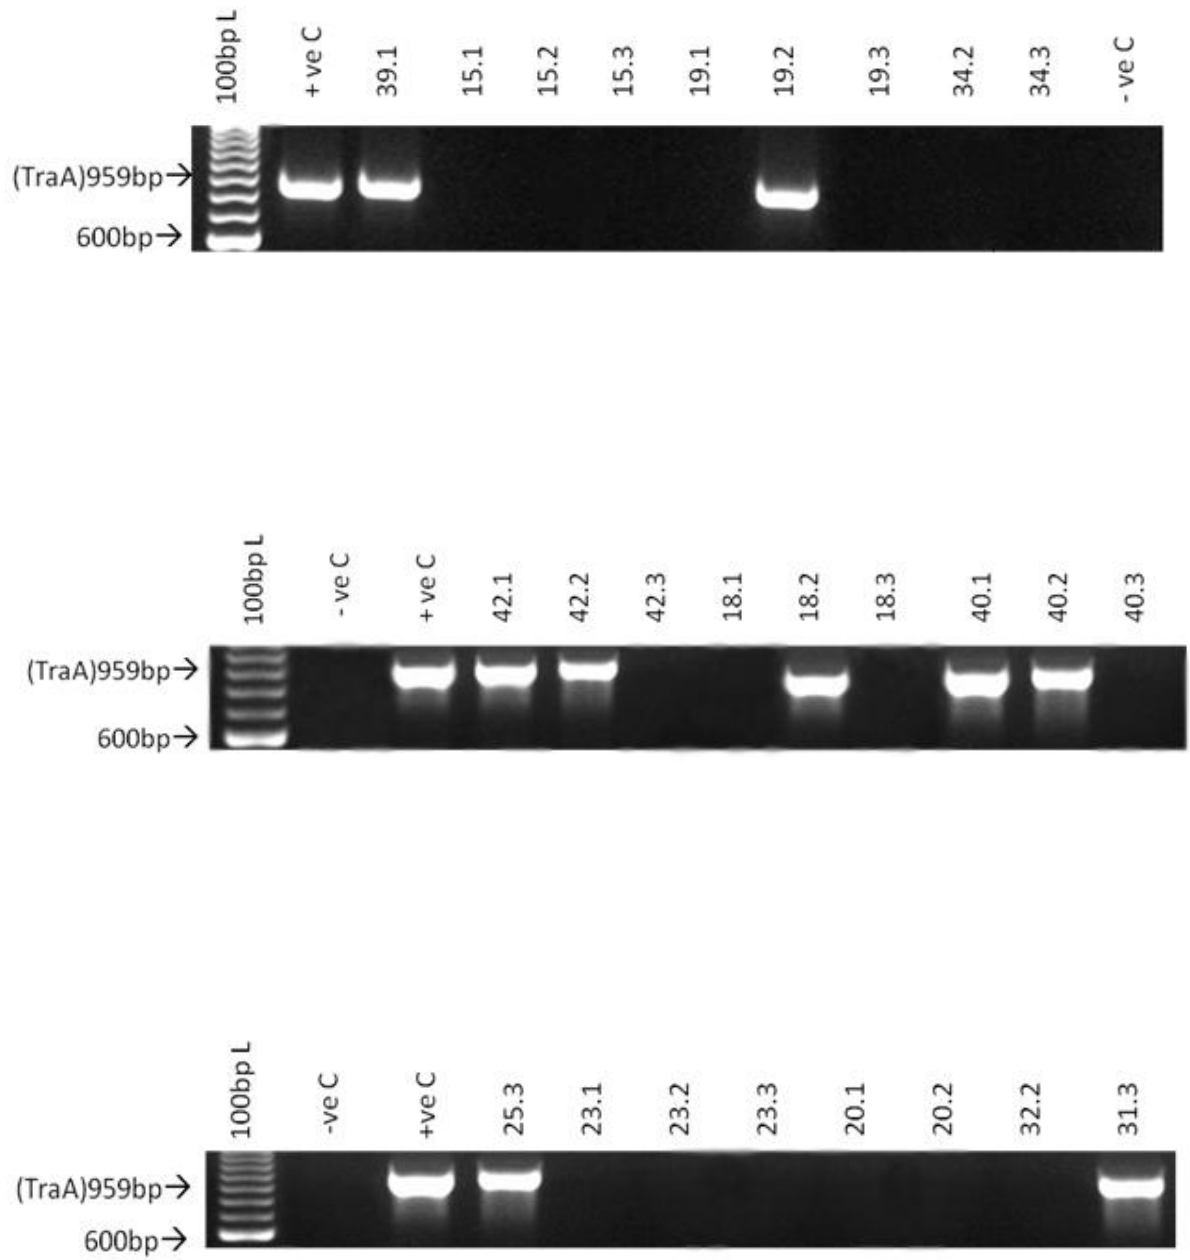 100bp L + ve C 39.1 15.1 15.2 15.3 19.1 19.2 19.3 34.2 34.3 - ve C
(TraA)959bp→
600bp→
100bp L - ve C + ve C 42.1 42.2 42.3 18.1 18.2 18.3 40.1 40.2 40.3
(TraA)959bp→
600bp→
100bp L -ve C +ve C 25.3 23.1 23.2 23.3 20.1 20.2 32.2 31.3
(TraA)959bp→
600bp→